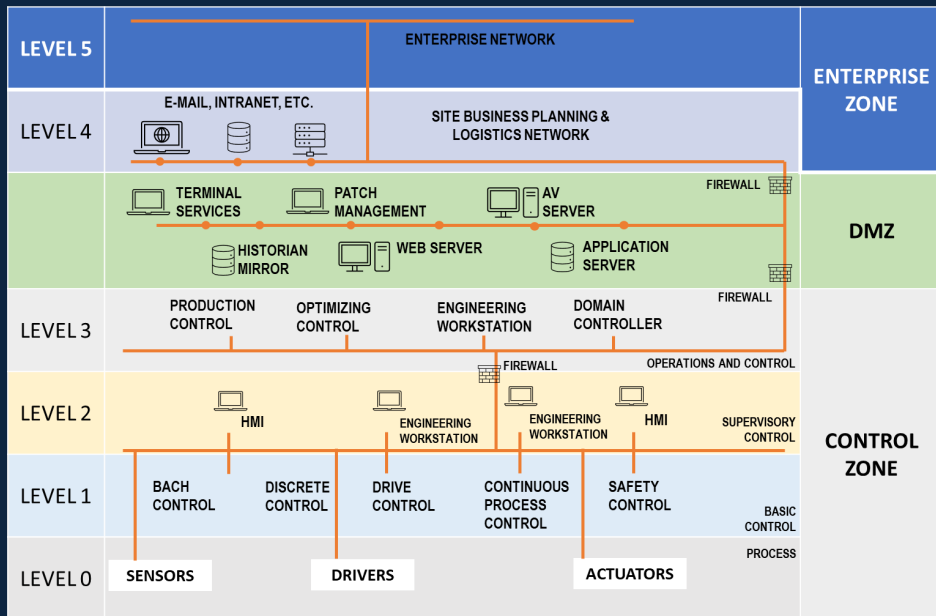 LEVEL 5
ENTERPRISE NETWORK
ENTERPRISE
ZONE
LEVEL 4
E-MAIL, INTRANET, ETC.
SITE BUSINESS PLANNING &
LOGISTICS NETWORK
FIREWALL
TERMINAL
SERVICES
PATCH
MANAGEMENT
AV
SERVER
HISTORIAN
MIRROR
WEB SERVER
APPLICATION
SERVER
DMZ
FIREWALL
LEVEL 3
PRODUCTION
CONTROL
OPTIMIZING
CONTROL
ENGINEERING
WORKSTATION
DOMAIN
CONTROLLER
OPERATIONS AND CONTROL
FIREWALL
LEVEL 2
HMI
ENGINEERING
WORKSTATION
ENGINEERING
WORKSTATION
HMI
SUPERVISORY
CONTROL
CONTROL
ZONE
LEVEL 1
BACH
CONTROL
DISCRETE
CONTROL
DRIVE
CONTROL
CONTINUOUS
PROCESS
CONTROL
SAFETY
CONTROL
BASIC
CONTROL
PROCESS
LEVEL 0
SENSORS
DRIVERS
ACTUATORS